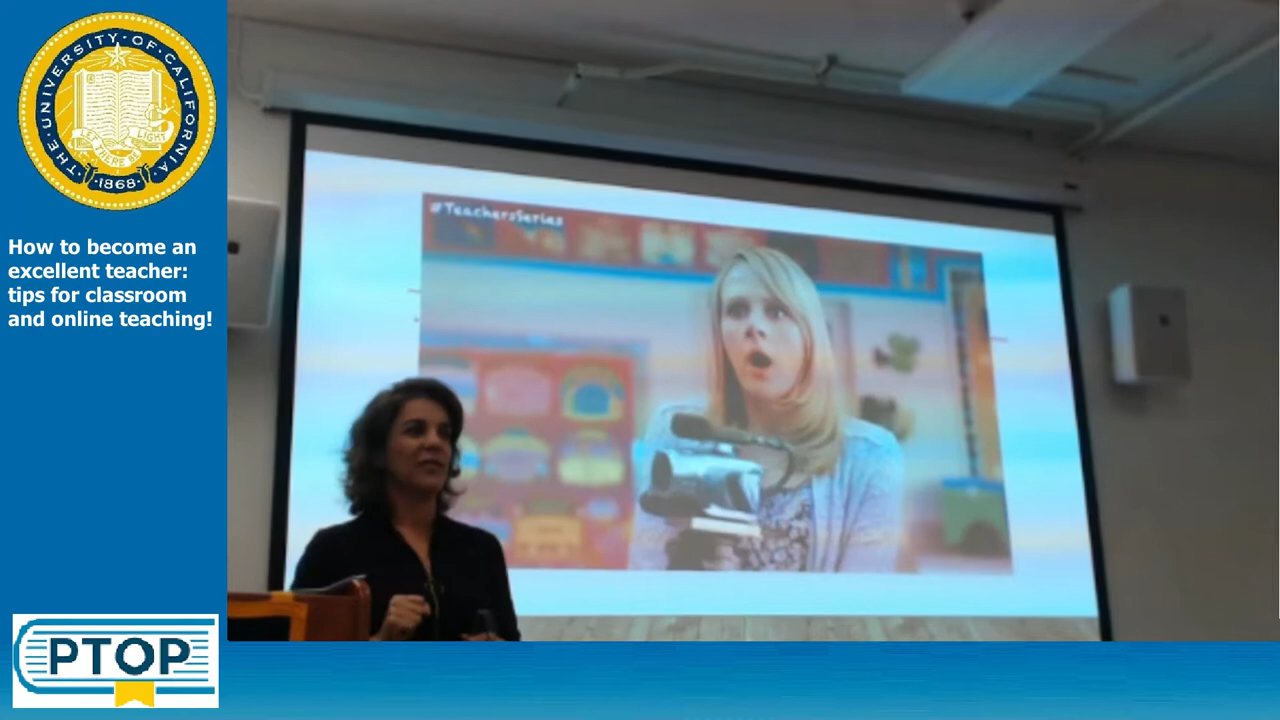 THE·UNIVERSITY·OF·CALIFORNIA
LET THERE BE LIGHT
·1868·
How to become an
excellent teacher:
tips for classroom
and online teaching!
#TeachersSeries
PTOP